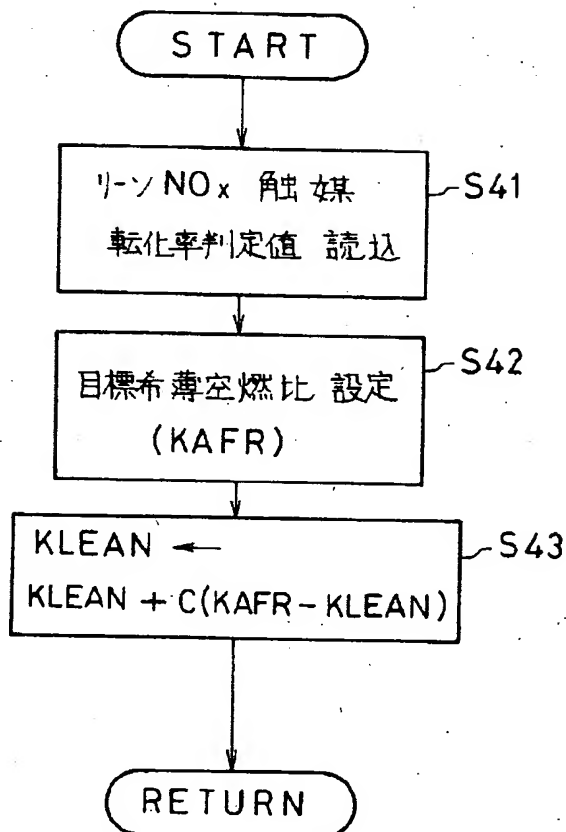 START
リーンNOx 触媒
転化率判定値 読込
S41
目標希薄空燃比 設定
(KAFR)
S42
KLEAN ←
KLEAN + C(KAFR-KLEAN)
S43
RETURN